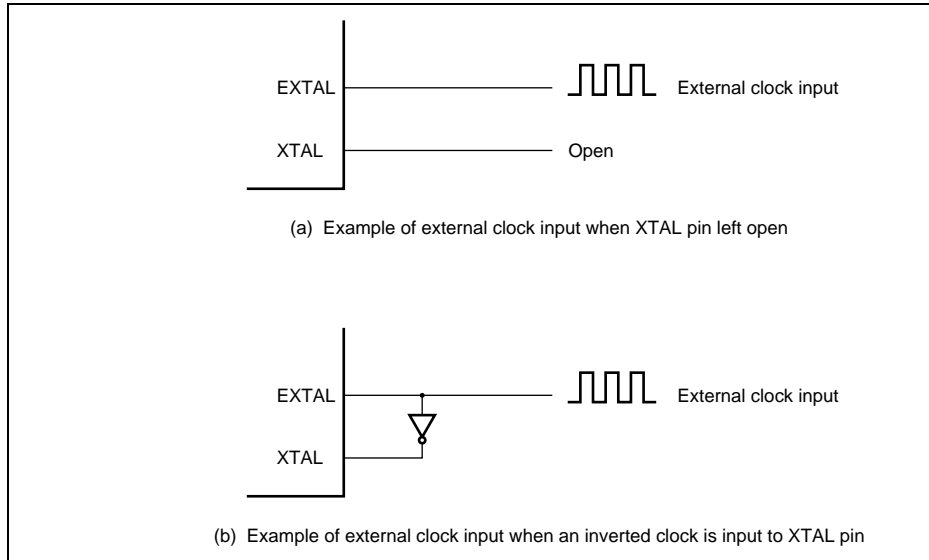 EXTAL External clock input
XTAL Open
(a) Example of external clock input when XTAL pin left open
EXTAL External clock input
XTAL
(b) Example of external clock input when an inverted clock is input to XTAL pin